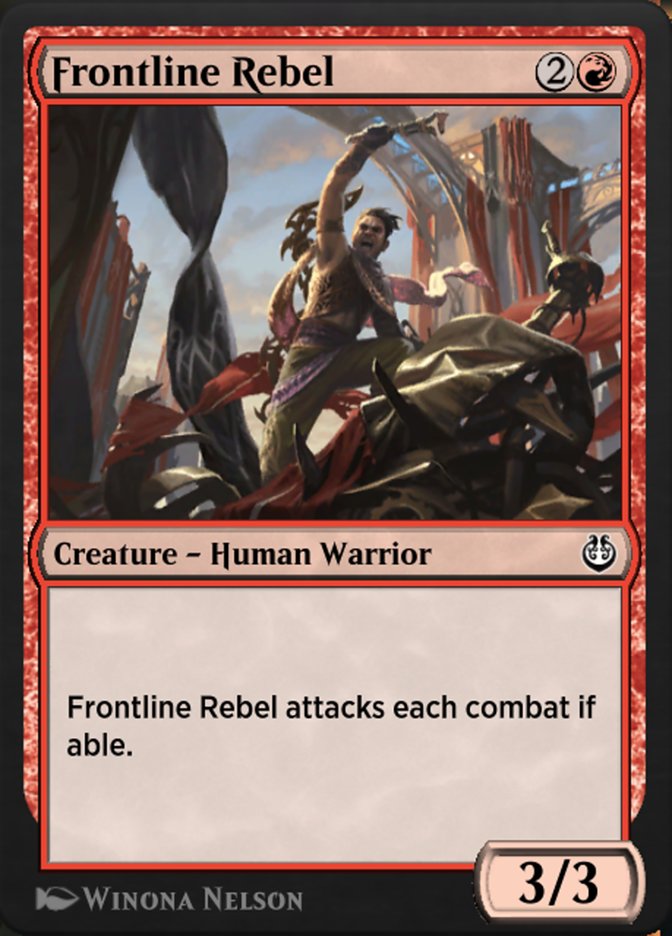 Frontline Rebel 2
Creature – Human Warrior
Frontline Rebel attacks each combat if
able.
3/3
Winona Nelson